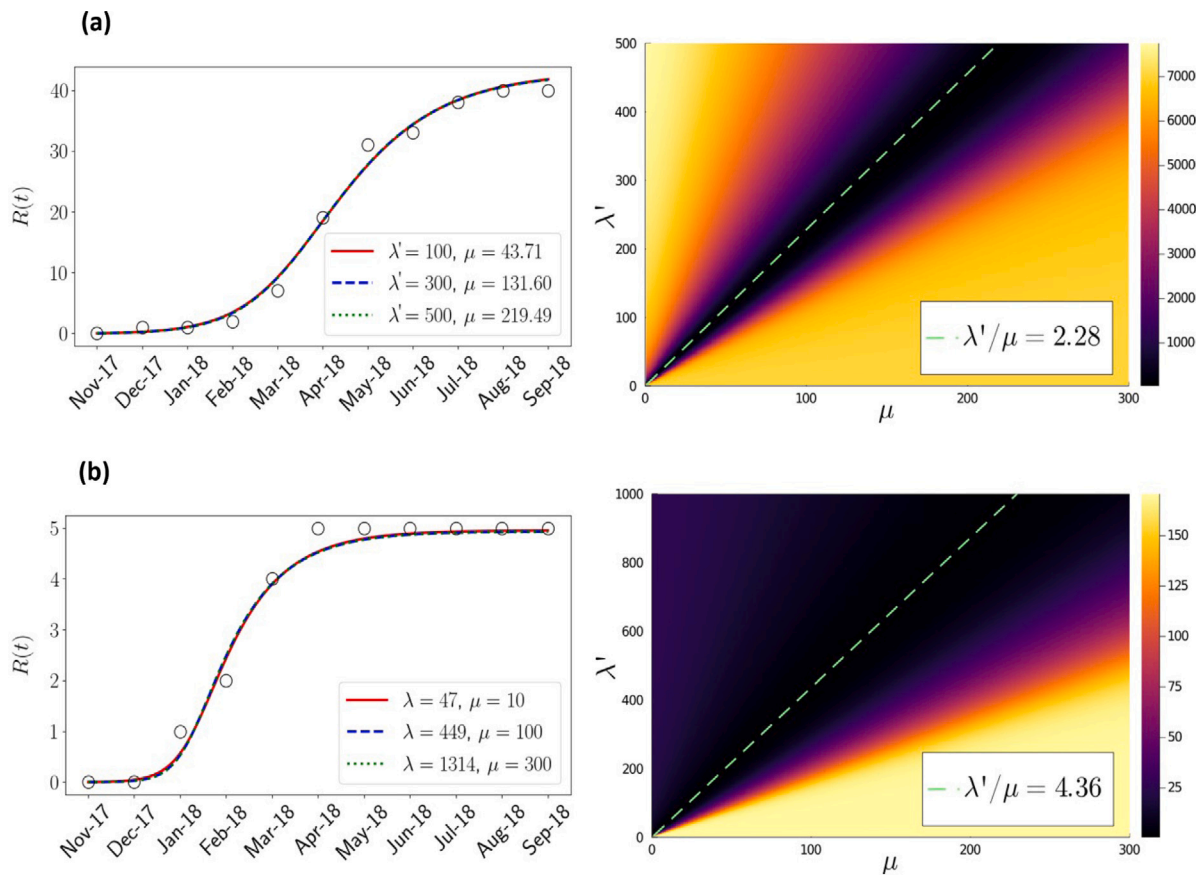 (a)
R(t)
40
30
20
10
0
λ' = 100, μ = 43.71
λ' = 300, μ = 131.60
λ' = 500, μ = 219.49
Nov-17 Dec-17 Jan-18 Feb-18 Mar-18 Apr-18 May-18 Jun-18 Jul-18 Aug-18 Sep-18
λ'
500
400
300
200
100
0
λ'/μ = 2.28
0 100 200 300
μ
7000
6000
5000
4000
3000
2000
1000
(b)
R(t)
5
4
3
2
1
0
λ = 47, μ = 10
λ = 449, μ = 100
λ = 1314, μ = 300
Nov-17 Dec-17 Jan-18 Feb-18 Mar-18 Apr-18 May-18 Jun-18 Jul-18 Aug-18 Sep-18
λ'
1000
800
600
400
200
0
λ'/μ = 4.36
0 100 200 300
μ
150
125
100
75
50
25